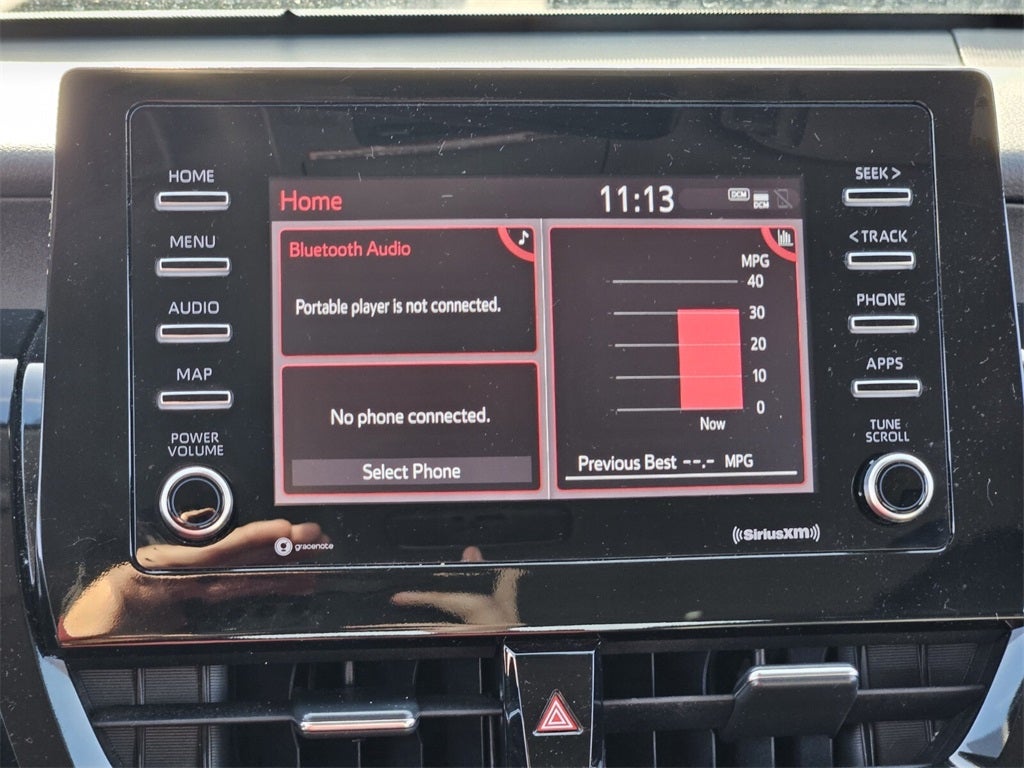 HOME
MENU
AUDIO
MAP
POWER
VOLUME
Home
11:13
DCM
DCM
Bluetooth Audio
Portable player is not connected.
No phone connected.
Select Phone
MPG
40
30
20
10
0
Now
Previous Best --.- MPG
SEEK >
< TRACK
PHONE
APPS
TUNE
SCROLL
gracenote
((SiriusXM))